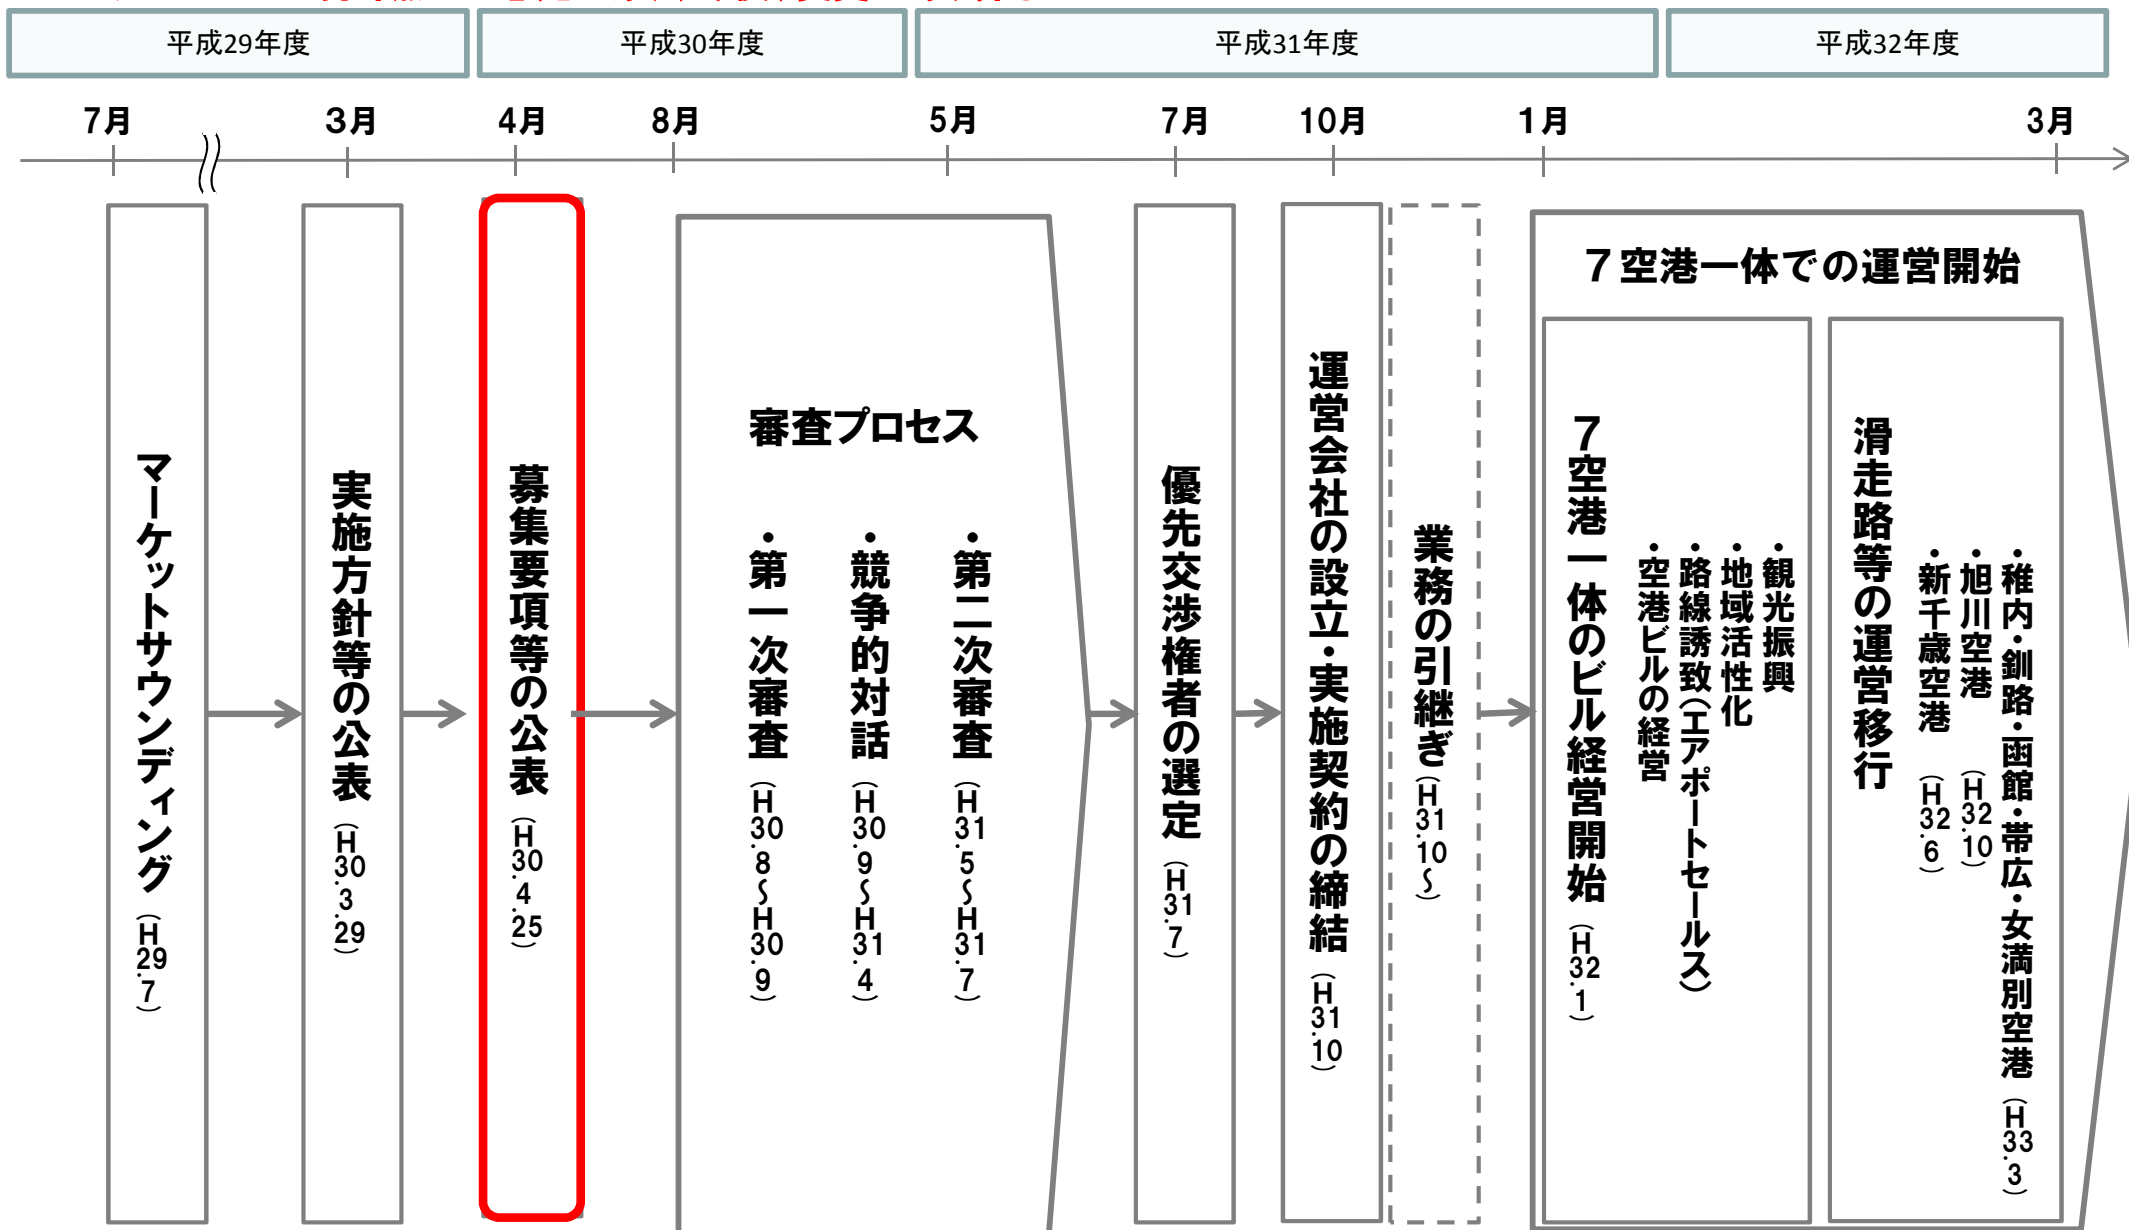 平成29年度
平成30年度
平成31年度
平成32年度
7月
3月
4月
8月
5月
7月
10月
1月
3月
マーケットサウンディング（H29.7）
実施方針等の公表（H30.3.29）
募集要項等の公表（H30.4.25）
審査プロセス
・第一次審査（H30.8～H30.9）
・競争的対話（H30.9～H31.4）
・第二次審査（H31.5～H31.7）
優先交渉権者の選定（H31.7）
運営会社の設立・実施契約の締結（H31.10）
業務の引継ぎ（H31.10～）
７空港一体での運営開始
７空港一体のビル経営開始（H32.1）
・空港ビルの経営
・路線誘致（エアポートセールス）
・地域活性化
・観光振興
滑走路等の運営移行
・新千歳空港（H32.6）
・旭川空港（H32.10）
・稚内・釧路・函館・帯広・女満別空港（H33.3）